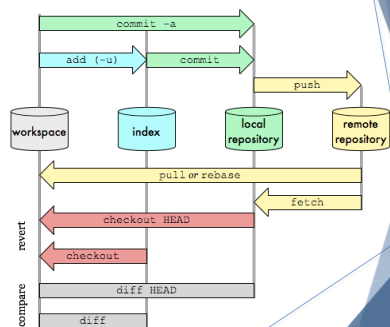 commit -a
add (-u)
commit
push
workspace
index
local
repository
remote
repository
pull or rebase
fetch
revert
checkout HEAD
checkout
compare
diff HEAD
diff